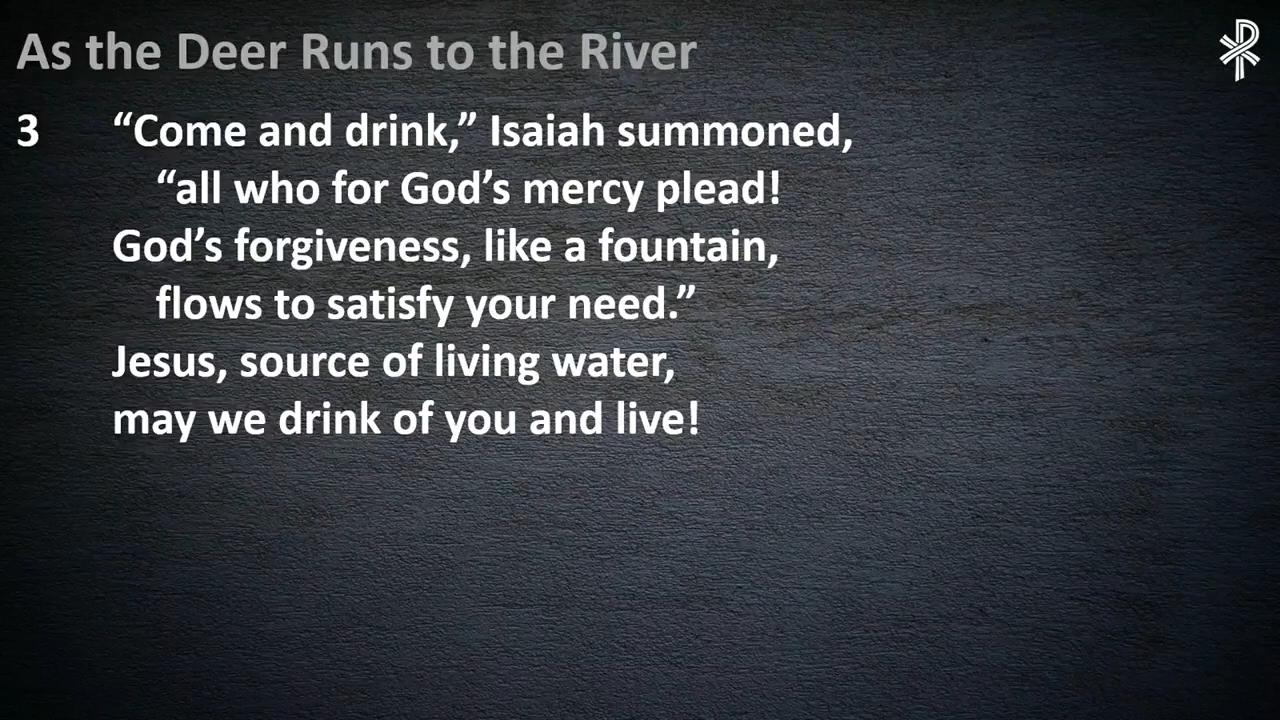 As the Deer Runs to the River
3 “Come and drink,” Isaiah summoned,
“all who for God’s mercy plead!
God’s forgiveness, like a fountain,
flows to satisfy your need.”
Jesus, source of living water,
may we drink of you and live!